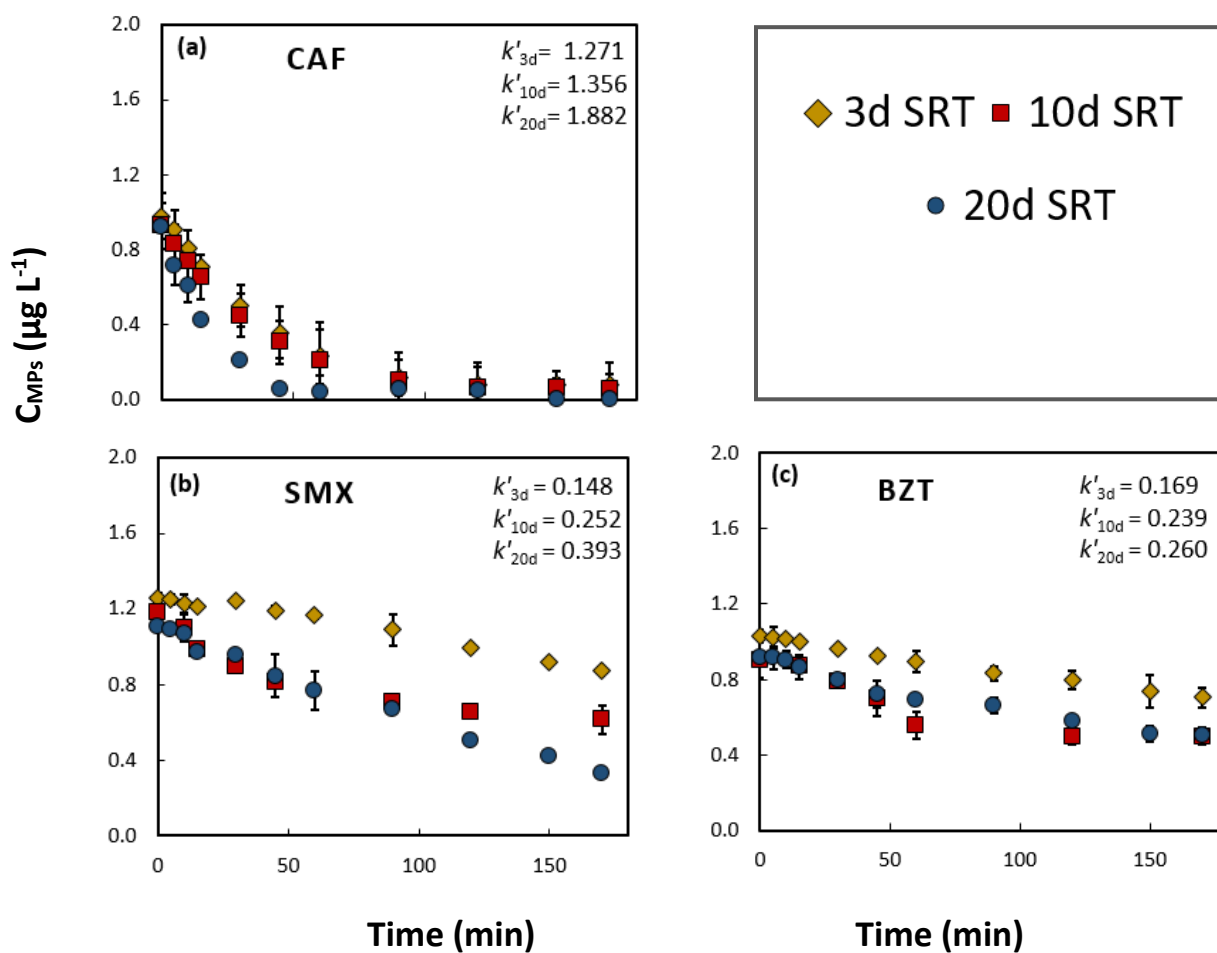 (a)
CAF
k'3d= 1.271
k'10d= 1.356
k'20d= 1.882
2.0
1.6
1.2
0.8
0.4
0.0
3d SRT 10d SRT
20d SRT
CMPs (µg L-1)
(b)
SMX
k'3d = 0.148
k'10d = 0.252
k'20d = 0.393
2.0
1.6
1.2
0.8
0.4
0.0
0 50 100 150
Time (min)
(c)
BZT
k'3d = 0.169
k'10d = 0.239
k'20d = 0.260
2.0
1.6
1.2
0.8
0.4
0.0
0 50 100 150
Time (min)